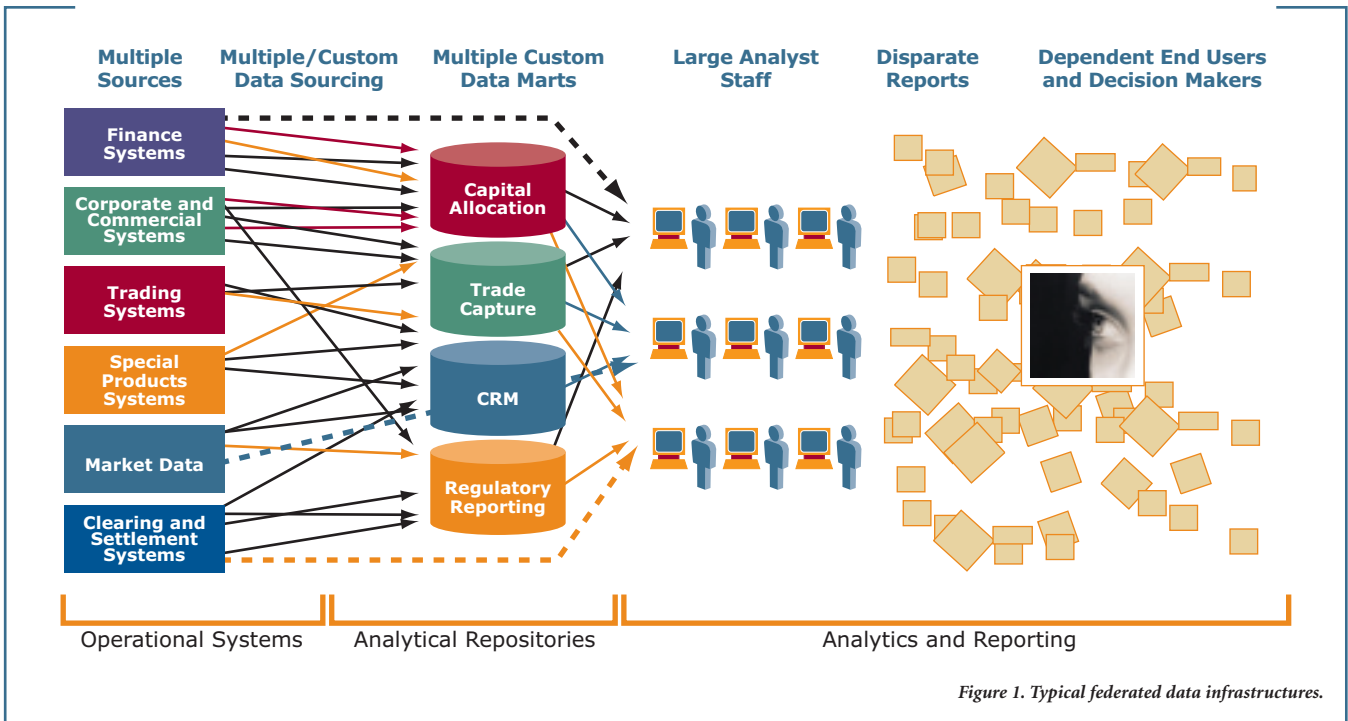 Multiple
Sources
Multiple/Custom
Data Sourcing
Multiple Custom
Data Marts
Large Analyst
Staff
Disparate
Reports
Dependent End Users
and Decision Makers
Finance
Systems
Corporate and
Commercial
Systems
Trading
Systems
Special
Products
Systems
Market Data
Clearing and
Settlement
Systems
Capital
Allocation
Trade
Capture
CRM
Regulatory
Reporting
Operational Systems
Analytical Repositories
Analytics and Reporting
Figure 1. Typical federated data infrastructures.